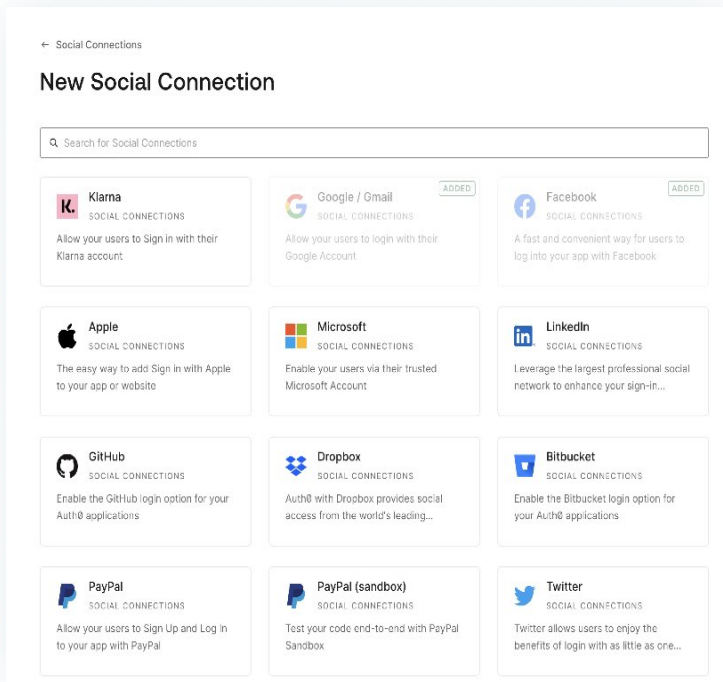 ← Social Connections
New Social Connection
Search for Social Connections
K. Klarna
SOCIAL CONNECTIONS
Allow your users to Sign in with their
Klarna account
Google / Gmail
ADDED
SOCIAL CONNECTIONS
Allow your users to login with their
Google Account
Facebook
ADDED
SOCIAL CONNECTIONS
A fast and convenient way for users to
log into your app with Facebook
Apple
SOCIAL CONNECTIONS
The easy way to add Sign in with Apple
to your app or website
Microsoft
SOCIAL CONNECTIONS
Enable your users via their trusted
Microsoft Account
in LinkedIn
SOCIAL CONNECTIONS
Leverage the largest professional social
network to enhance your sign-in...
GitHub
SOCIAL CONNECTIONS
Enable the GitHub login option for your
Auth0 applications
Dropbox
SOCIAL CONNECTIONS
Auth0 with Dropbox provides social
access from the world's leading...
Bitbucket
SOCIAL CONNECTIONS
Enable the Bitbucket login option for
your Auth0 applications
PayPal
SOCIAL CONNECTIONS
Allow your users to Sign Up and Log In
to your app with PayPal
PayPal (sandbox)
SOCIAL CONNECTIONS
Test your code end-to-end with PayPal
Sandbox
Twitter
SOCIAL CONNECTIONS
Twitter allows users to enjoy the
benefits of login with as little as one...